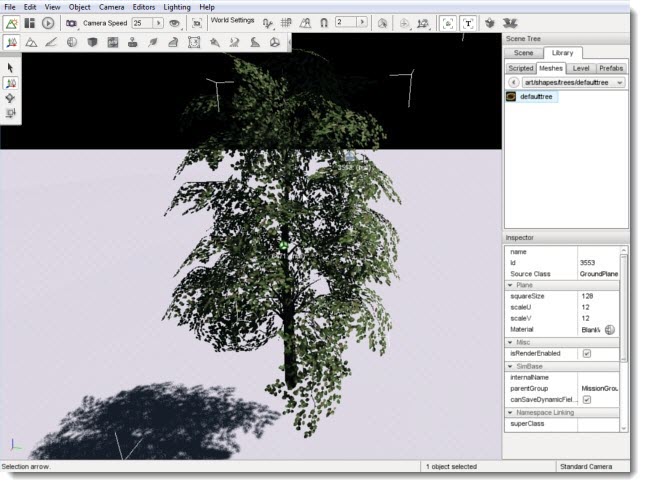 File Edit View Object Camera Editors Lighting Help
Camera Speed 25 World Settings 2
Scene Tree
Scene Library
Scripted Meshes Level Prefabs
art/shapes/trees/defaulttree
defaulttree
Inspector
name
Id 3553
Source Class GroundPlane
Plane
squareSize 128
scaleU 12
scaleV 12
Material
Misc
isRenderEnabled
SimBase
internalName
parentGroup MissionGrou
canSaveDynamicFiel...
Namespace Linking
superClass
Selection arrow. 1 object selected Standard Camera